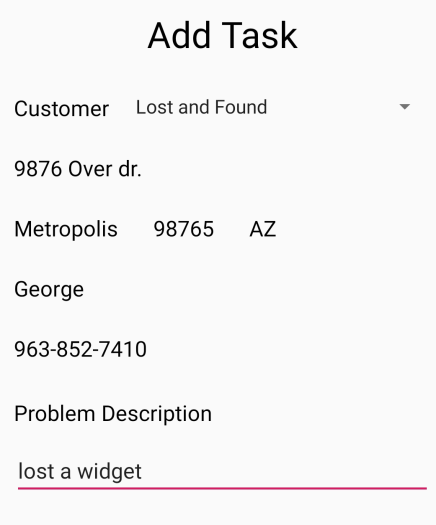 Add Task
Customer Lost and Found
9876 Over dr.
Metropolis 98765 AZ
George
963-852-7410
Problem Description
lost a widget